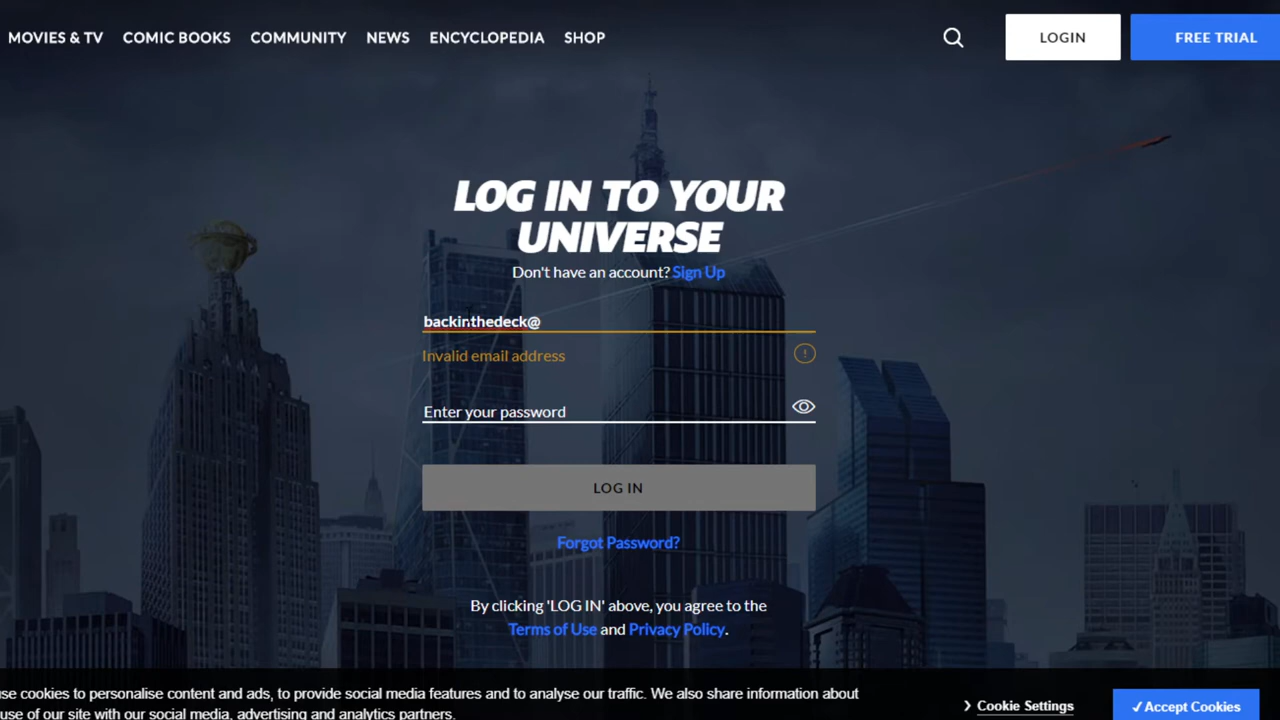 MOVIES & TV COMIC BOOKS COMMUNITY NEWS ENCYCLOPEDIA SHOP LOGIN FREE TRIAL
LOG IN TO YOUR
UNIVERSE
Don't have an account? Sign Up
backinthedeck@
Invalid email address
Enter your password
LOG IN
Forgot Password?
By clicking 'LOG IN' above, you agree to the
Terms of Use and Privacy Policy.
use cookies to personalise content and ads, to provide social media features and to analyse our traffic. We also share information about
use of our site with our social media, advertising and analytics partners.
Cookie Settings
✓Accept Cookies